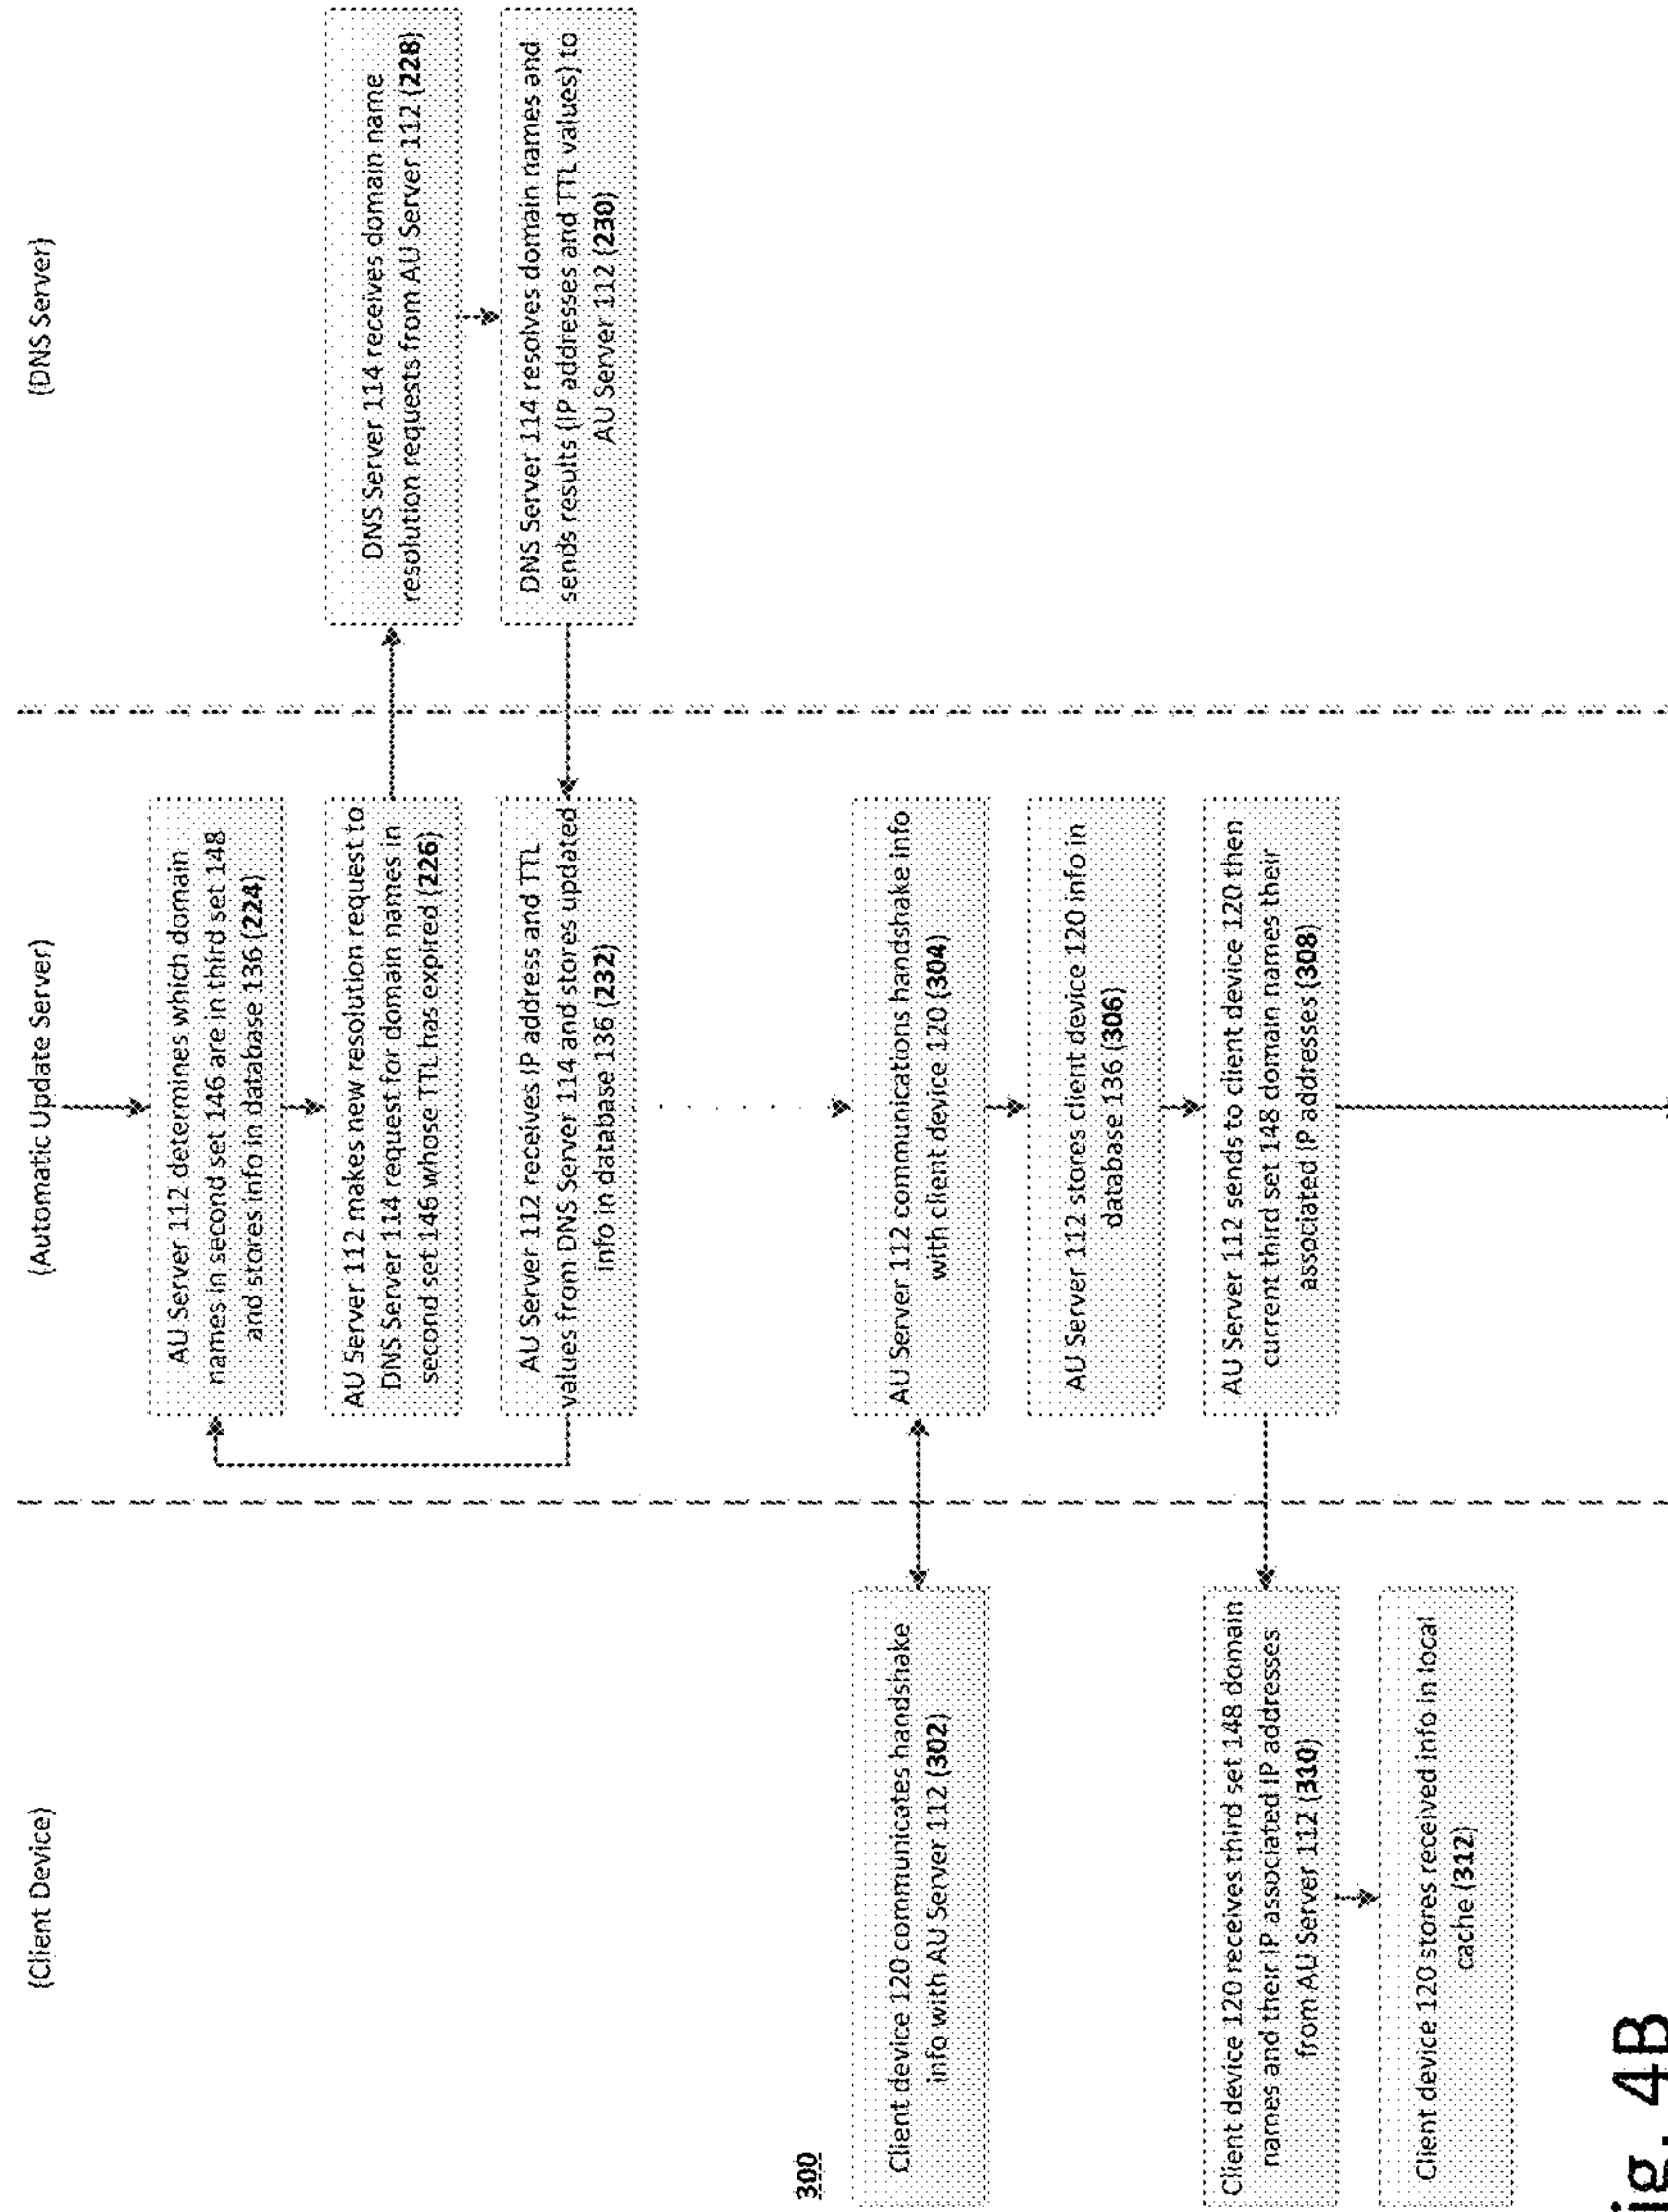 (Client Device)
(Automatic Update Server)
(DNS Server)
AU Server 112 determines which domain
names in second set 146 are in third set 148
and stores info in database 136 (224)
AU Server 112 makes new resolution request to
DNS Server 114 request for domain names in
second set 146 whose TTL has expired (226)
DNS Server 114 receives domain name
resolution requests from AU Server 112 (228)
DNS Server 114 resolves domain names and
sends results (IP addresses and TTL values) to
AU Server 112 (230)
AU Server 112 receives IP address and TTL
values from DNS Server 114 and stores updated
info in database 136 (232)
300
Client device 120 communicates handshake
info with AU Server 112 (302)
AU Server 112 communications handshake info
with client device 120 (304)
AU Server 112 stores client device 120 info in
database 136 (306)
AU Server 112 sends to client device 120 then
current third set 148 domain names their
associated IP addresses (308)
Client device 120 receives third set 148 domain
names and their IP associated IP addresses
from AU Server 112 (310)
Client device 120 stores received info in local
cache (312)
ig. 4B